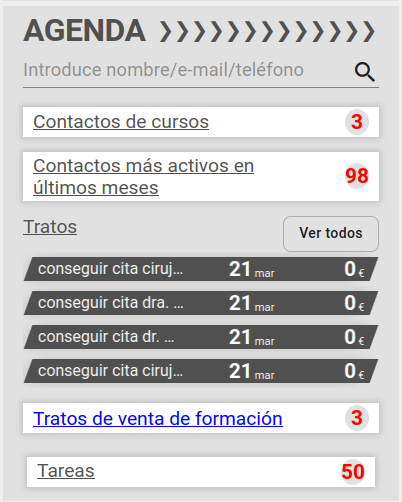 AGENDA
Introduce nombre/e-mail/teléfono
Contactos de cursos 3
Contactos más activos en
últimos meses 98
Tratos Ver todos
conseguir cita ciruj... 21 mar 0 €
conseguir cita dra. ... 21 mar 0 €
conseguir cita dr. ... 21 mar 0 €
conseguir cita ciruj... 21 mar 0 €
Tratos de venta de formación 3
Tareas 50